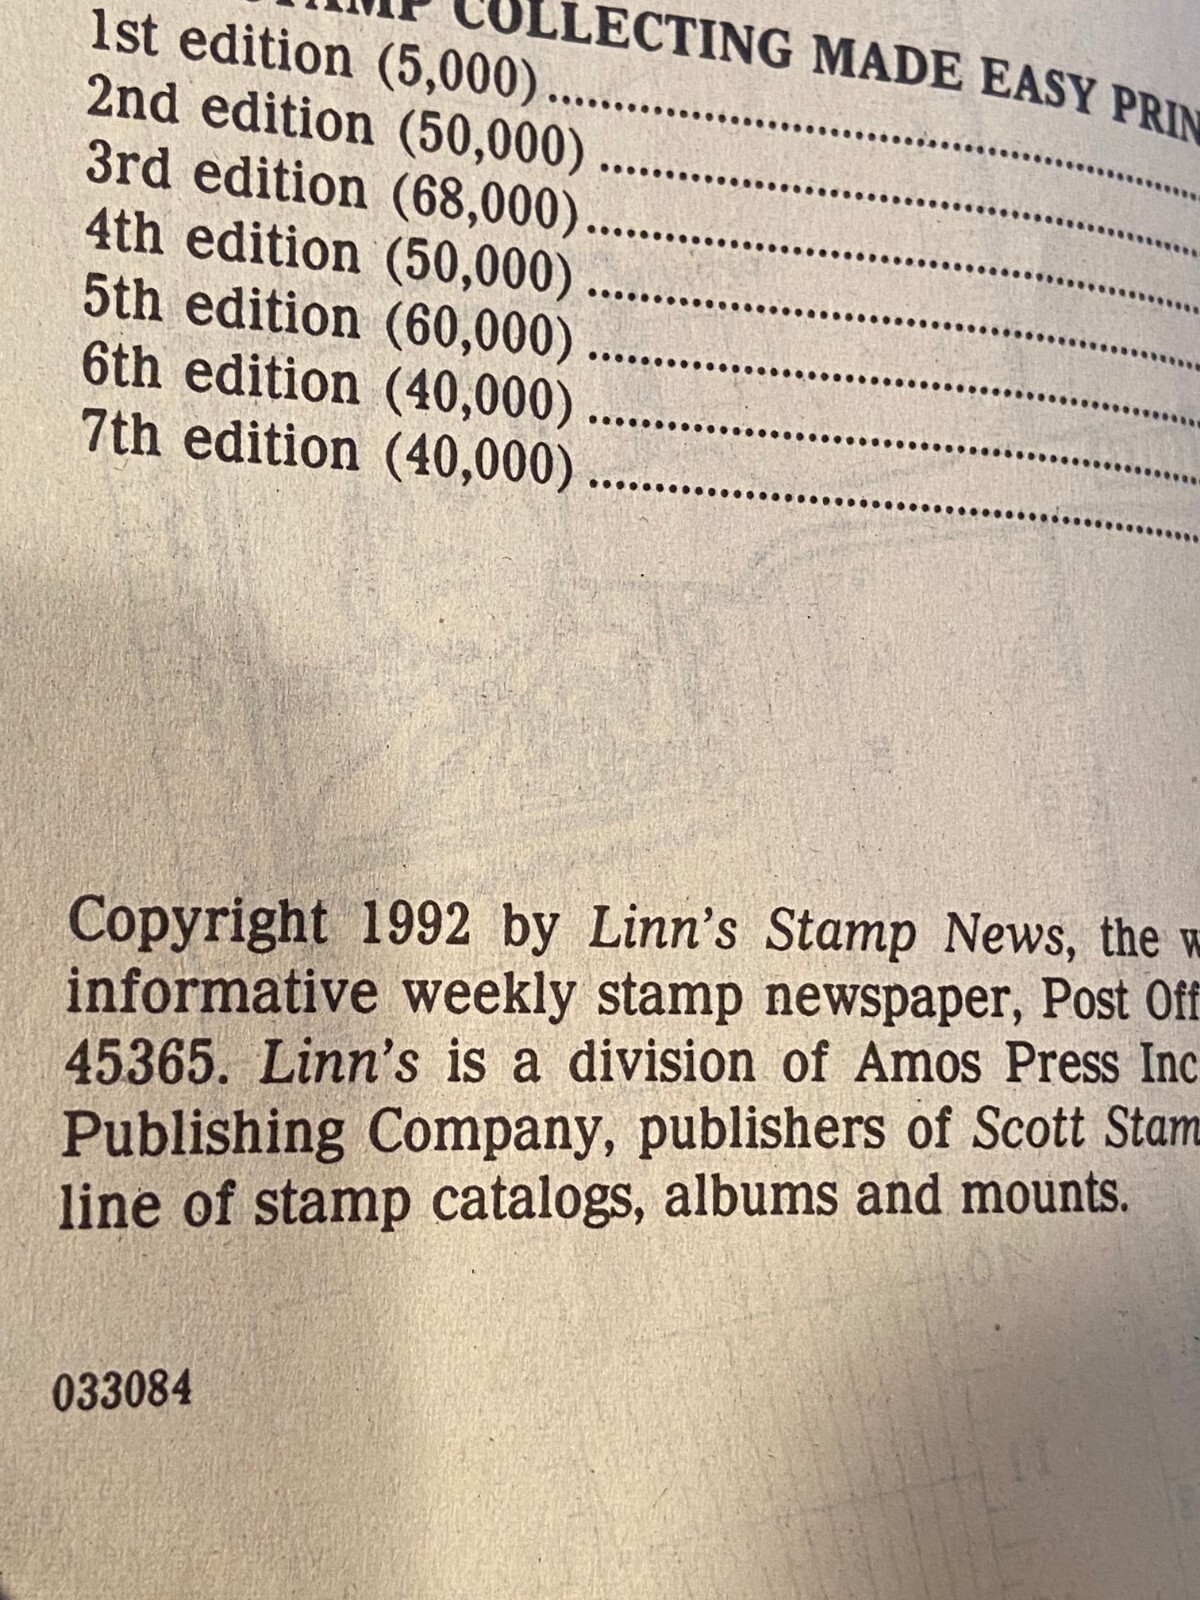 STAMP COLLECTING MADE EASY
1st edition (5,000)
2nd edition (50,000)
3rd edition (68,000)
4th edition (50,000)
5th edition (60,000)
6th edition (40,000)
7th edition (40,000)
Copyright 1992 by Linn's Stamp News, the
informative weekly stamp newspaper, Post
45365. Linn's is a division of Amos Press Inc
Publishing Company, publishers of Scott
line of stamp catalogs, albums and mounts.
033084